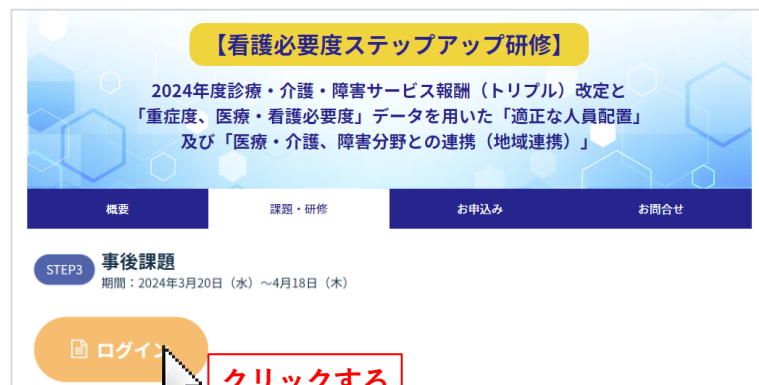 【看護必要度ステップアップ研修】
2024年度診療・介護・障害サービス報酬（トリプル）改定と
「重症度、医療・看護必要度」データを用いた「適正な人員配置」
及び「医療・介護、障害分野との連携（地域連携）」
概要 課題・研修 お申込み お問合せ
STEP3 事後課題
期間：2024年3月20日（水）～4月18日（木）
ログイン
クリックする